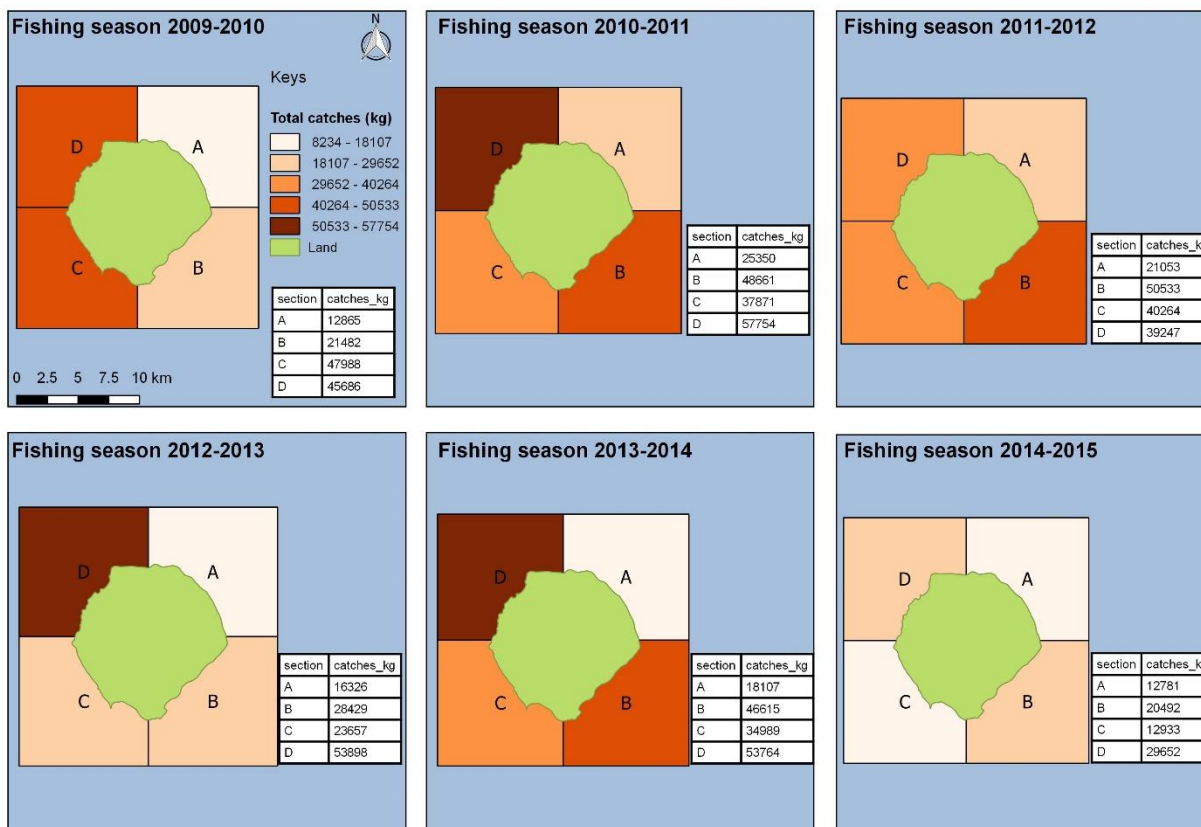 Fishing season 2009-2010
N
Keys
Total catches (kg)
8234 - 18107
18107 - 29652
29652 - 40264
40264 - 50533
50533 - 57754
Land
D
A
C
B
section catches_kg
A 12865
B 21482
C 47988
D 45686
0 2.5 5 7.5 10 km
Fishing season 2010-2011
D
A
C
B
section catches_kg
A 25350
B 48661
C 37871
D 57754
Fishing season 2011-2012
D
A
C
B
section catches_k
A 21053
B 50533
C 40264
D 39247
Fishing season 2012-2013
D
A
C
B
section catches_kg
A 16326
B 28429
C 23657
D 53898
Fishing season 2013-2014
D
A
C
B
section catches_kg
A 18107
B 46615
C 34989
D 53764
Fishing season 2014-2015
D
A
C
B
section catches_k
A 12781
B 20492
C 12933
D 29652